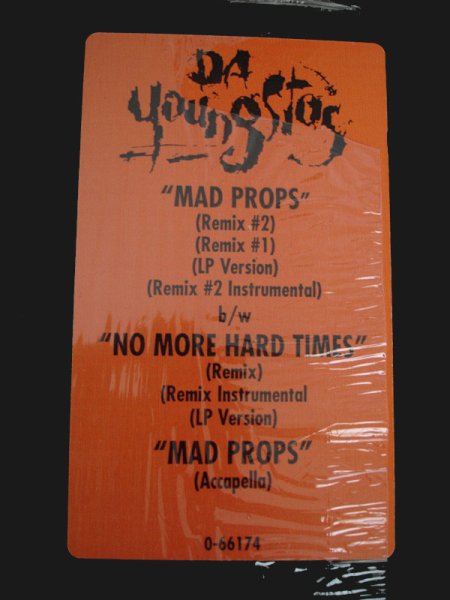 DA
Youngstas
"MAD PROPS"
(Remix #2)
(Remix #1)
(LP Version)
(Remix #2 Instrumental)
b/w
"NO MORE HARD TIMES"
(Remix)
(Remix Instrumental
(LP Version)
"MAD PROPS"
(Accapella)
0-66174